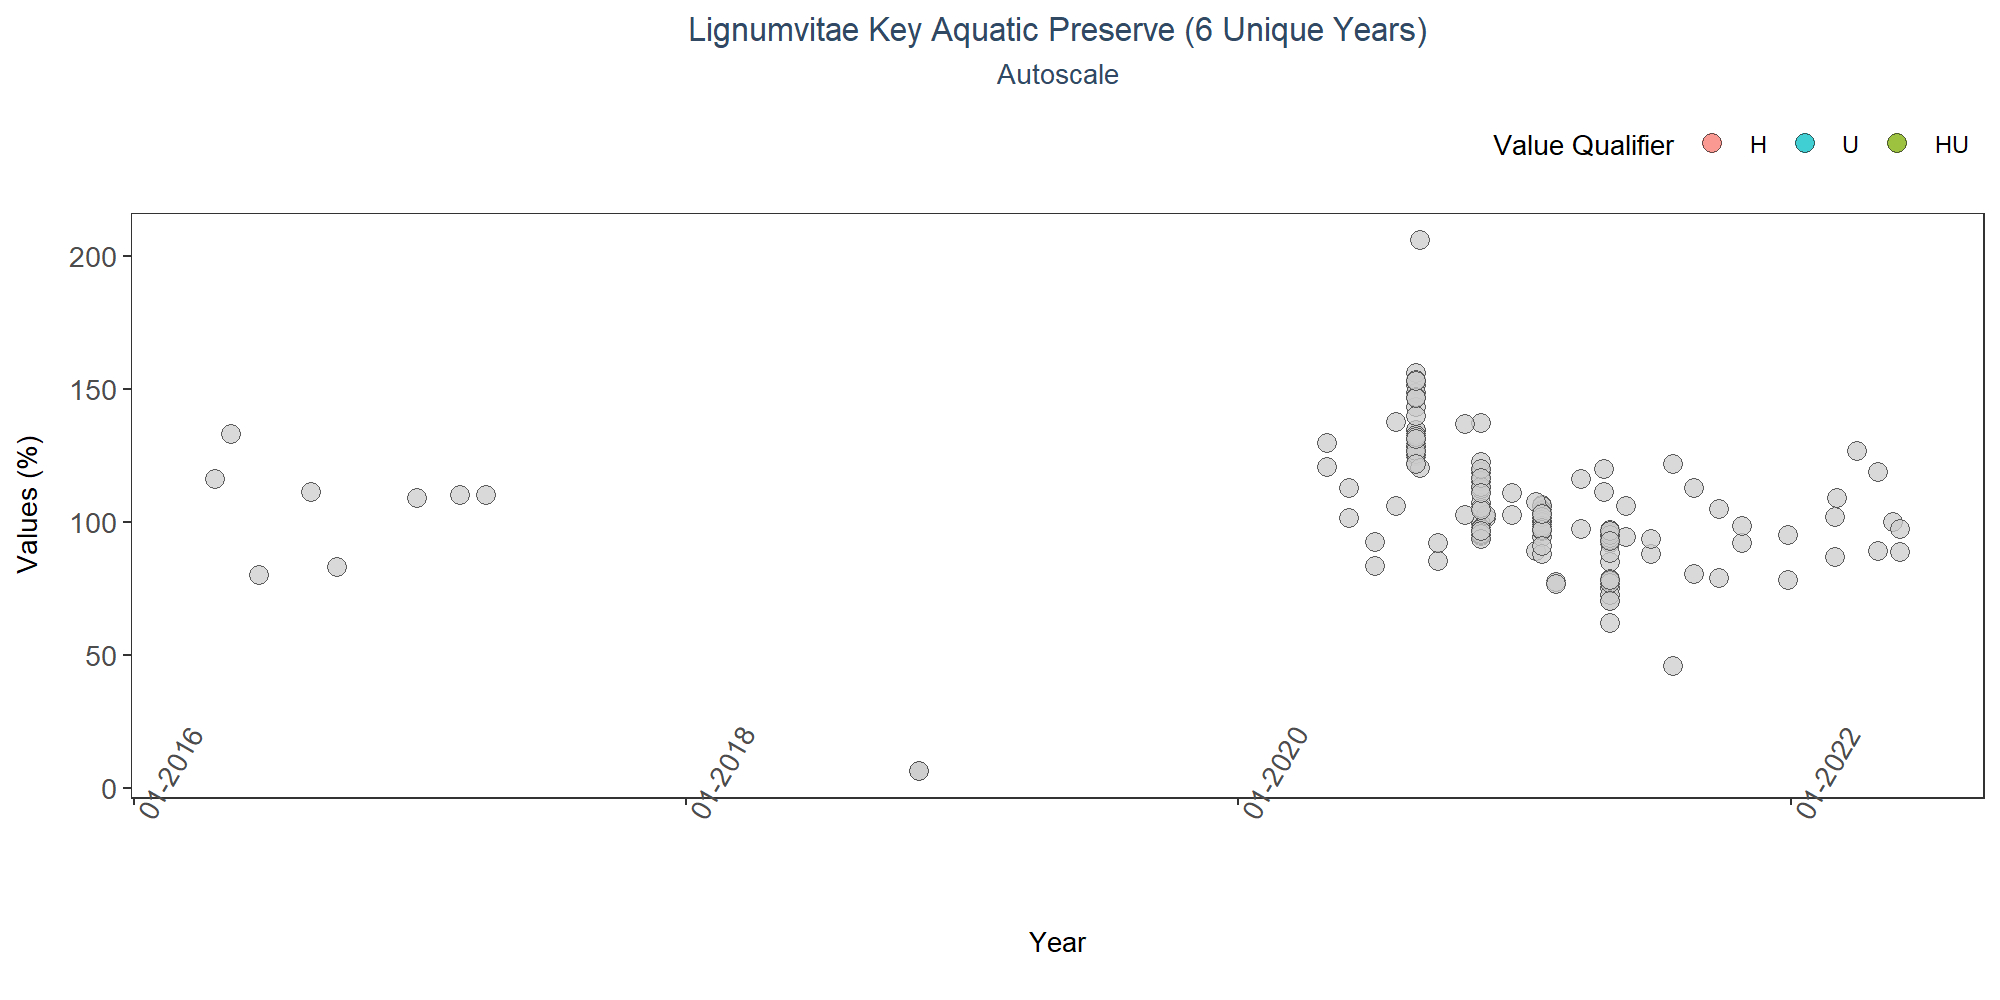 Lignumvitae Key Aquatic Preserve (6 Unique Years)
Autoscale
Value Qualifier H U HU
Values (%)
200
150
100
50
0
01-2016 01-2018 01-2020 01-2022
Year